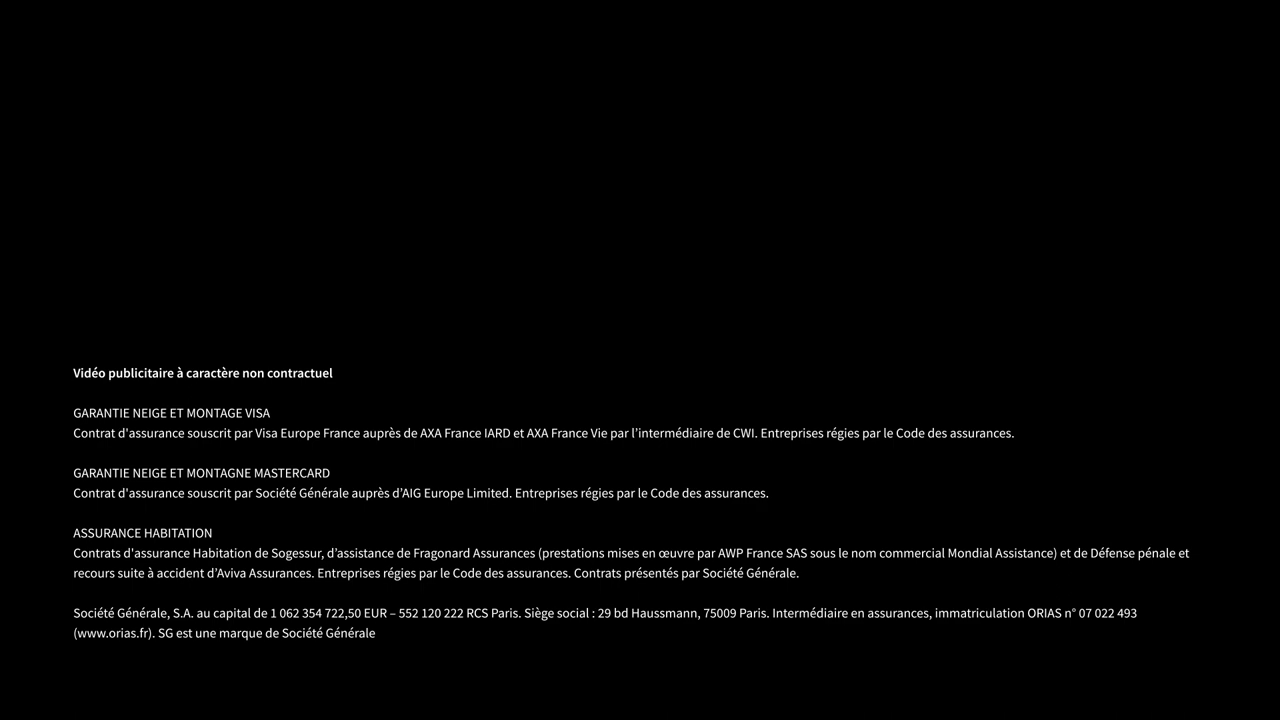 Vidéo publicitaire à caractère non contractuel
GARANTIE NEIGE ET MONTAGE VISA
Contrat d'assurance souscrit par Visa Europe France auprès de AXA France IARD et AXA France Vie par l’intermédiaire de CWI. Entreprises régies par le Code des assurances.
GARANTIE NEIGE ET MONTAGNE MASTERCARD
Contrat d'assurance souscrit par Société Générale auprès d’AIG Europe Limited. Entreprises régies par le Code des assurances.
ASSURANCE HABITATION
Contrats d'assurance Habitation de Sogessur, d’assistance de Fragonard Assurances (prestations mises en œuvre par AWP France SAS sous le nom commercial Mondial Assistance) et de Défense pénale et
recours suite à accident d’Aviva Assurances. Entreprises régies par le Code des assurances. Contrats présentés par Société Générale.
Société Générale, S.A. au capital de 1 062 354 722,50 EUR – 552 120 222 RCS Paris. Siège social : 29 bd Haussmann, 75009 Paris. Intermédiaire en assurances, immatriculation ORIAS n° 07 022 493
(www.orias.fr). SG est une marque de Société Générale